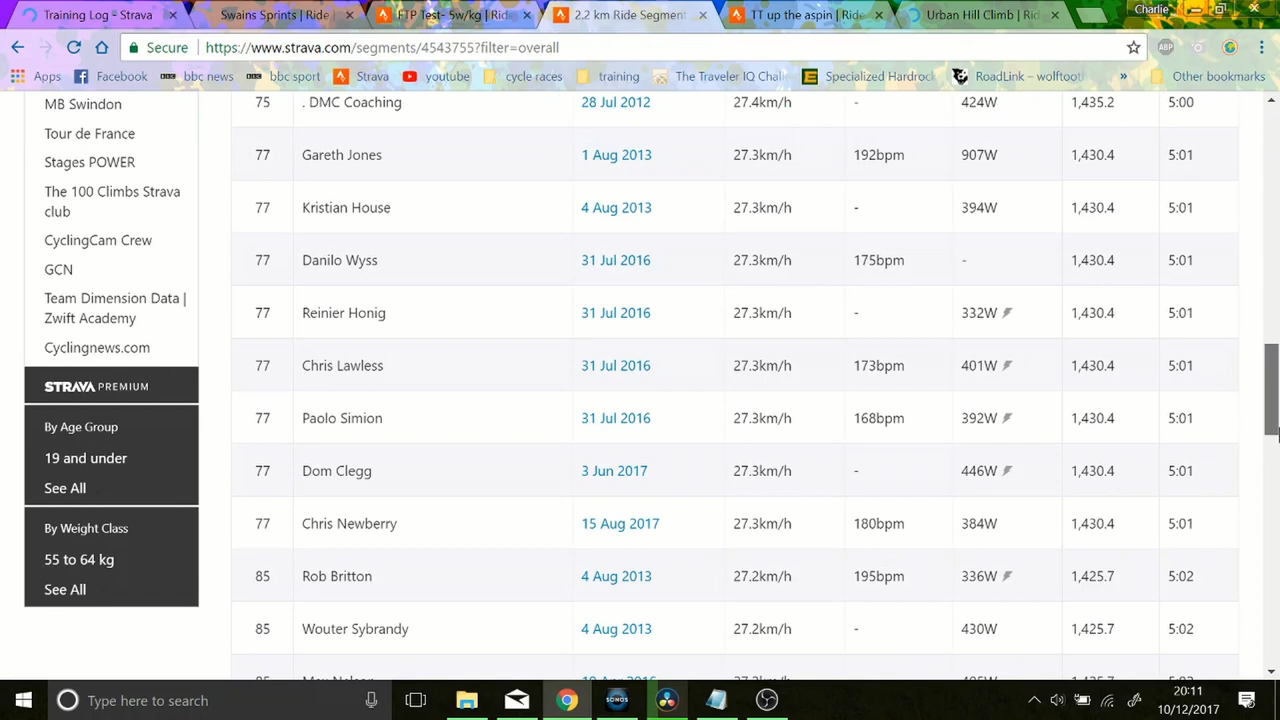 Training Log - Strava
Swains Sprints | Ride
FTP Test- 5w/kg | Ride
2.2 km Ride Segment
TT up the aspin | Ride
Urban Hill Climb | Rid
Charlie
Secure
https://www.strava.com/segments/4543755?filter=overall
ABP
Apps
Facebook
bbc news
bbc sport
Strava
youtube
cycle races
training
The Traveler IQ Chal
Specialized Hardroc
RoadLink – wolftoot
»
Other bookmarks
MB Swindon
Tour de France
Stages POWER
The 100 Climbs Strava
club
CyclingCam Crew
GCN
Team Dimension Data |
Zwift Academy
Cyclingnews.com
STRAVA PREMIUM
By Age Group
19 and under
See All
By Weight Class
55 to 64 kg
See All
75 . DMC Coaching 28 Jul 2012 27.4km/h - 424W 1,435.2 5:00
77 Gareth Jones 1 Aug 2013 27.3km/h 192bpm 907W 1,430.4 5:01
77 Kristian House 4 Aug 2013 27.3km/h - 394W 1,430.4 5:01
77 Danilo Wyss 31 Jul 2016 27.3km/h 175bpm - 1,430.4 5:01
77 Reinier Honig 31 Jul 2016 27.3km/h - 332W 1,430.4 5:01
77 Chris Lawless 31 Jul 2016 27.3km/h 173bpm 401W 1,430.4 5:01
77 Paolo Simion 31 Jul 2016 27.3km/h 168bpm 392W 1,430.4 5:01
77 Dom Clegg 3 Jun 2017 27.3km/h - 446W 1,430.4 5:01
77 Chris Newberry 15 Aug 2017 27.3km/h 180bpm 384W 1,430.4 5:01
85 Rob Britton 4 Aug 2013 27.2km/h 195bpm 336W 1,425.7 5:02
85 Wouter Sybrandy 4 Aug 2013 27.2km/h - 430W 1,425.7 5:02
Type here to search
SONOS
20:11
10/12/2017